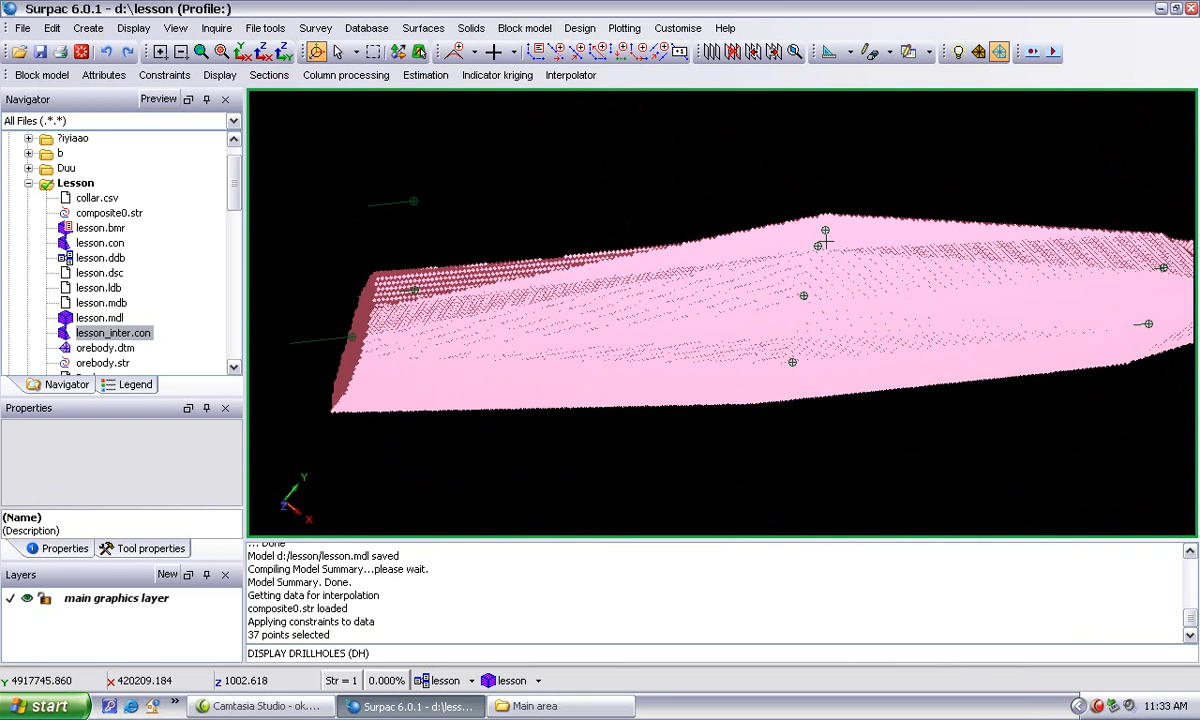 Surpac 6.0.1 - d:\lesson (Profile:)
File Edit Create Display View Inquire File tools Survey Database Surfaces Solids Block model Design Plotting Customise Help
Block model Attributes Constraints Display Sections Column processing Estimation Indicator kriging Interpolator
Navigator Preview
All Files (.*.*)
?iyiaao
b
Duu
Lesson
collar.csv
composite0.str
lesson.bmr
lesson.con
lesson.ddb
lesson.dsc
lesson.ldb
lesson.mdb
lesson.mdl
lesson_inter.con
orebody.dtm
orebody.str
Navigator Legend
Properties
(Name)
(Description)
Properties Tool properties
Layers New
main graphics layer
Y
Z
X
... Done
Model d:/lesson/lesson.mdl saved
Compiling Model Summary...please wait.
Model Summary. Done.
Getting data for interpolation
composite0.str loaded
Applying constraints to data
37 points selected
DISPLAY DRILLHOLES (DH)
Y 4917745.860 X 420209.184 Z 1002.618 Str = 1 0.000% lesson lesson
start Camtasia Studio - ok.... Surpac 6.0.1 - d:\less... Main area 11:33 AM